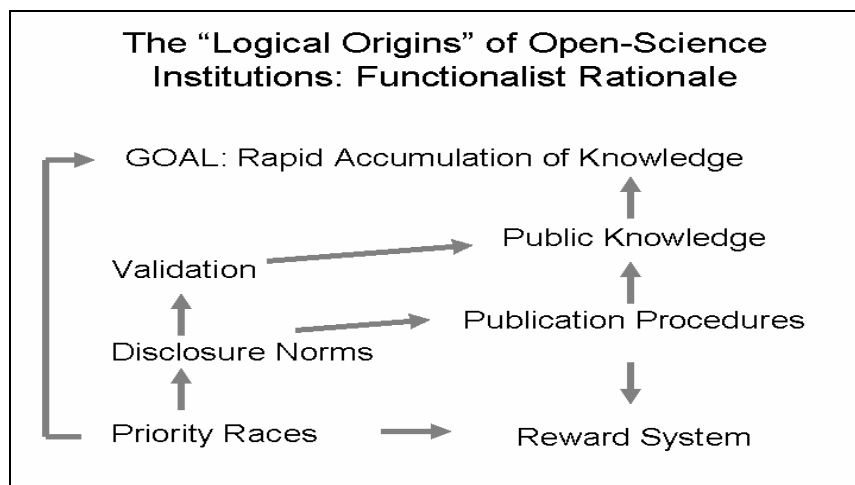 The “Logical Origins” of Open-Science
Institutions: Functionalist Rationale
GOAL: Rapid Accumulation of Knowledge
Public Knowledge
Validation
Publication Procedures
Disclosure Norms
Priority Races
Reward System